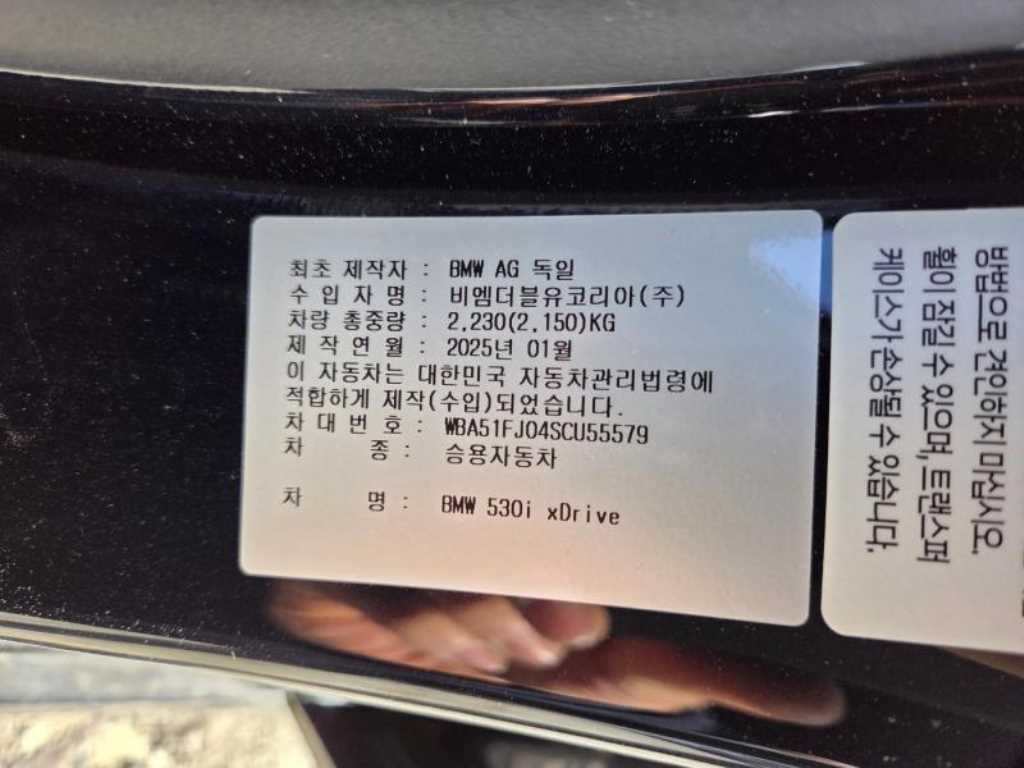 최초 제작자 : BMW AG 독일
수 입 자 명 : 비엠더블유코리아(주)
차량 총중량 : 2,230(2,150)KG
제 작 연 월 : 2025년 01월
이 자동차는 대한민국 자동차관리법령에
적합하게 제작(수입)되었습니다.
차 대 번 호 : WBA51FJ04SCU55579
차 종 : 승용자동차
차 명 : BMW 530i xDrive
방범으로 견인하지 마십시오.
휠이 잠길 수 있으며, 트랜스퍼
케이스가 손상될 수 있습니다.